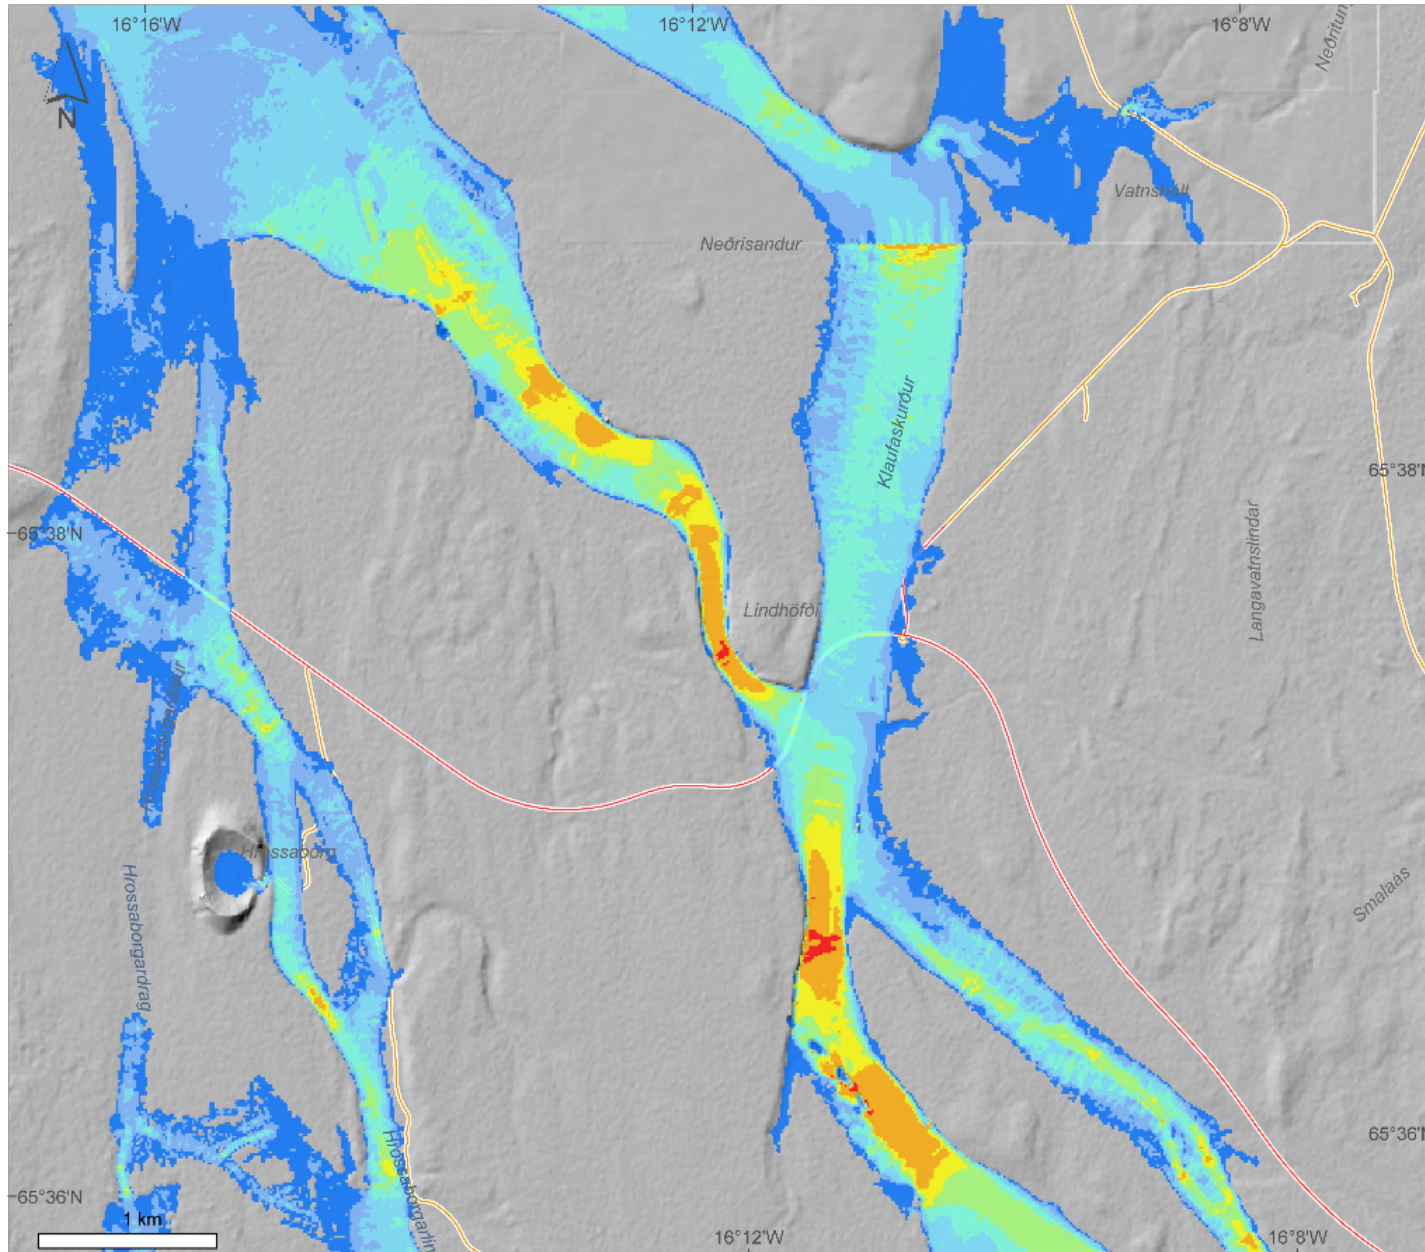 16°16'W
16°12'W
16°8'W
N
Vatnshöll
Neðrisandur
Klaufaskurður
65°38'N
65°38'N
Langavatnslindar
Lindhöfði
Hrossaborg
Smalaás
Hrossaborgardrag
65°36'N
65°36'N
1 km
16°12'W
16°8'W